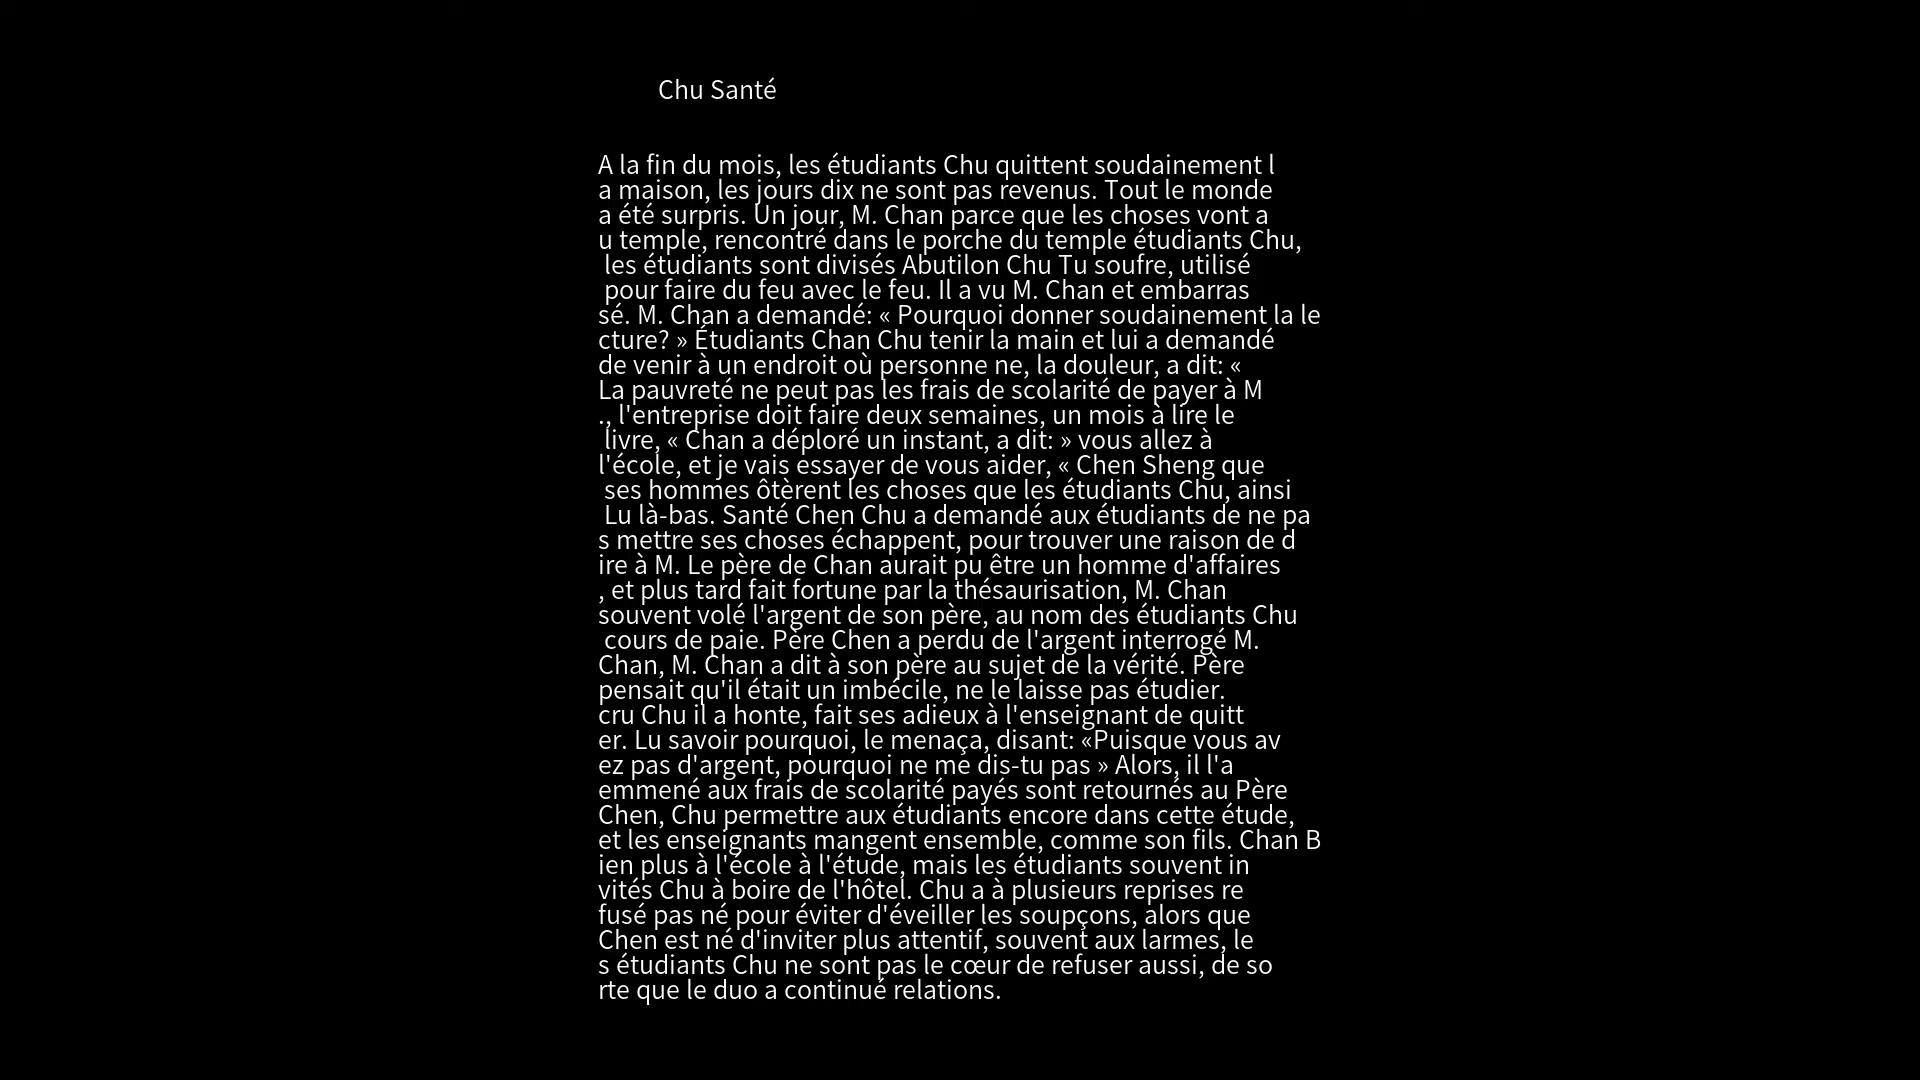 Chu Santé
A la fin du mois, les étudiants Chu quittent soudainement l
a maison, les jours dix ne sont pas revenus. Tout le monde
a été surpris. Un jour, M. Chan parce que les choses vont a
u temple, rencontré dans le porche du temple étudiants Chu,
les étudiants sont divisés Abutilon Chu Tu soufre, utilisé
pour faire du feu avec le feu. Il a vu M. Chan et embarras
sé. M. Chan a demandé: « Pourquoi donner soudainement la le
cture? » Étudiants Chan Chu tenir la main et lui a demandé
de venir à un endroit où personne ne, la douleur, a dit: «
La pauvreté ne peut pas les frais de scolarité de payer à M
., l'entreprise doit faire deux semaines, un mois à lire le
livre, « Chan a déploré un instant, a dit: » vous allez à
l'école, et je vais essayer de vous aider, « Chen Sheng que
ses hommes ôtèrent les choses que les étudiants Chu, ainsi
Lu là-bas. Santé Chen Chu a demandé aux étudiants de ne pa
s mettre ses choses échappent, pour trouver une raison de d
ire à M. Le père de Chan aurait pu être un homme d'affaires
, et plus tard fait fortune par la thésaurisation, M. Chan
souvent volé l'argent de son père, au nom des étudiants Chu
cours de paie. Père Chen a perdu de l'argent interrogé M.
Chan, M. Chan a dit à son père au sujet de la vérité. Père
pensait qu'il était un imbécile, ne le laisse pas étudier.
cru Chu il a honte, fait ses adieux à l'enseignant de quitt
er. Lu savoir pourquoi, le menaça, disant: «Puisque vous av
ez pas d'argent, pourquoi ne me dis-tu pas » Alors, il l'a
emmené aux frais de scolarité payés sont retournés au Père
Chen, Chu permettre aux étudiants encore dans cette étude,
et les enseignants mangent ensemble, comme son fils. Chan B
ien plus à l'école à l'étude, mais les étudiants souvent in
vités Chu à boire de l'hôtel. Chu a à plusieurs reprises re
fusé pas né pour éviter d'éveiller les soupçons, alors que
Chen est né d'inviter plus attentif, souvent aux larmes, le
s étudiants Chu ne sont pas le cœur de refuser aussi, de so
rte que le duo a continué relations.